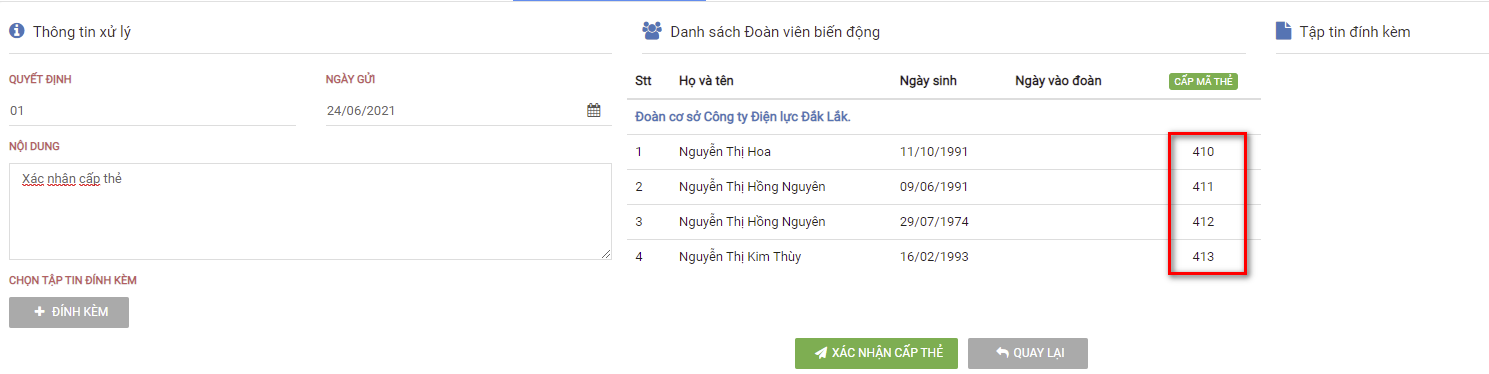 Thông tin xử lý
QUYẾT ĐỊNH NGÀY GỬI
01 24/06/2021
NỘI DUNG
Xác nhân cấp thẻ
CHỌN TẬP TIN ĐÍNH KÈM
ĐÍNH KÈM
Danh sách Đoàn viên biến động
Stt Họ và tên Ngày sinh Ngày vào đoàn CẤP MÃ THẺ
Đoàn cơ sở Công ty Điện lực Đắk Lắk.
1 Nguyễn Thị Hoa 11/10/1991 410
2 Nguyễn Thị Hồng Nguyên 09/06/1991 411
3 Nguyễn Thị Hồng Nguyên 29/07/1974 412
4 Nguyễn Thị Kim Thùy 16/02/1993 413
XÁC NHẬN CẤP THẺ QUAY LẠI
Tập tin đính kèm